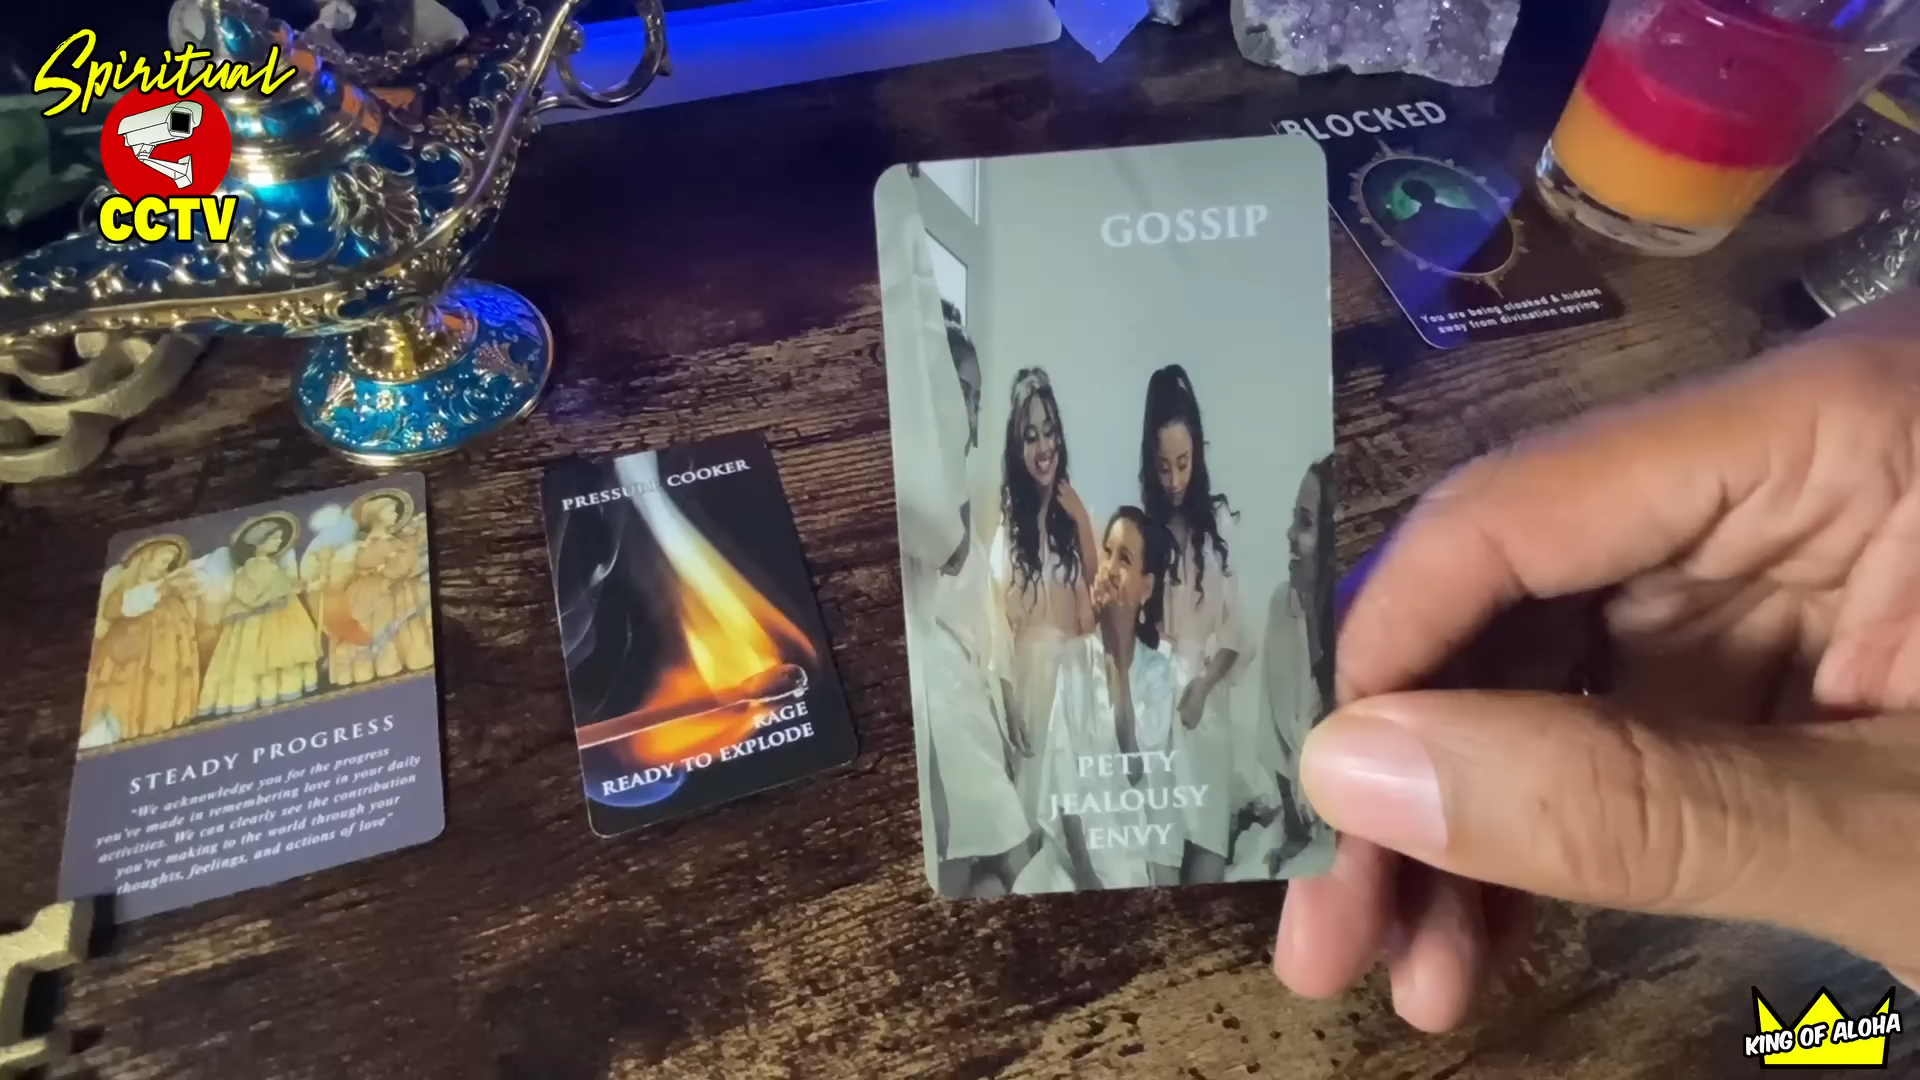 Spiritual
CCTV
BLOCKED
You are being cloaked & hidden
away from divination spying.
GOSSIP
PETTY
JEALOUSY
ENVY
PRESSURE COOKER
RAGE
READY TO EXPLODE
STEADY PROGRESS
"We acknowledge you for the progress
you've made in remembering love in your daily
activities. We can clearly see the contribution
you're making to the world through your
thoughts, feelings, and actions of love"
KING OF ALOHA